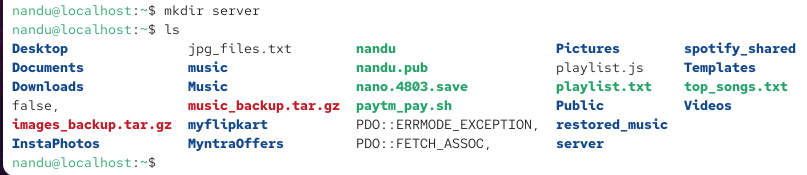 nandu@localhost:~$ mkdir server
nandu@localhost:~$ ls
Desktop jpg_files.txt nandu Pictures spotify_shared
Documents music nandu.pub playlist.js Templates
Downloads Music nano.4803.save playlist.txt top_songs.txt
false, music_backup.tar.gz paytm_pay.sh Public Videos
images_backup.tar.gz myflipkart PDO::ERRMODE_EXCEPTION, restored_music
InstaPhotos MyntraOffers PDO::FETCH_ASSOC, server
nandu@localhost:~$